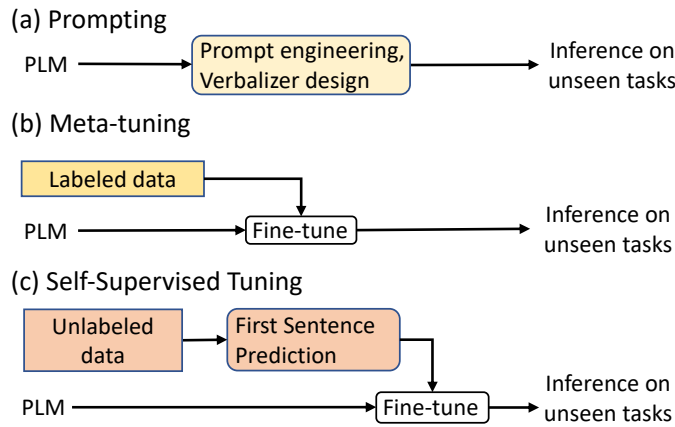 (a) Prompting
PLM
Prompt engineering,
Verbalizer design
Inference on
unseen tasks
(b) Meta-tuning
Labeled data
PLM
Fine-tune
Inference on
unseen tasks
(c) Self-Supervised Tuning
Unlabeled
data
First Sentence
Prediction
PLM
Fine-tune
Inference on
unseen tasks